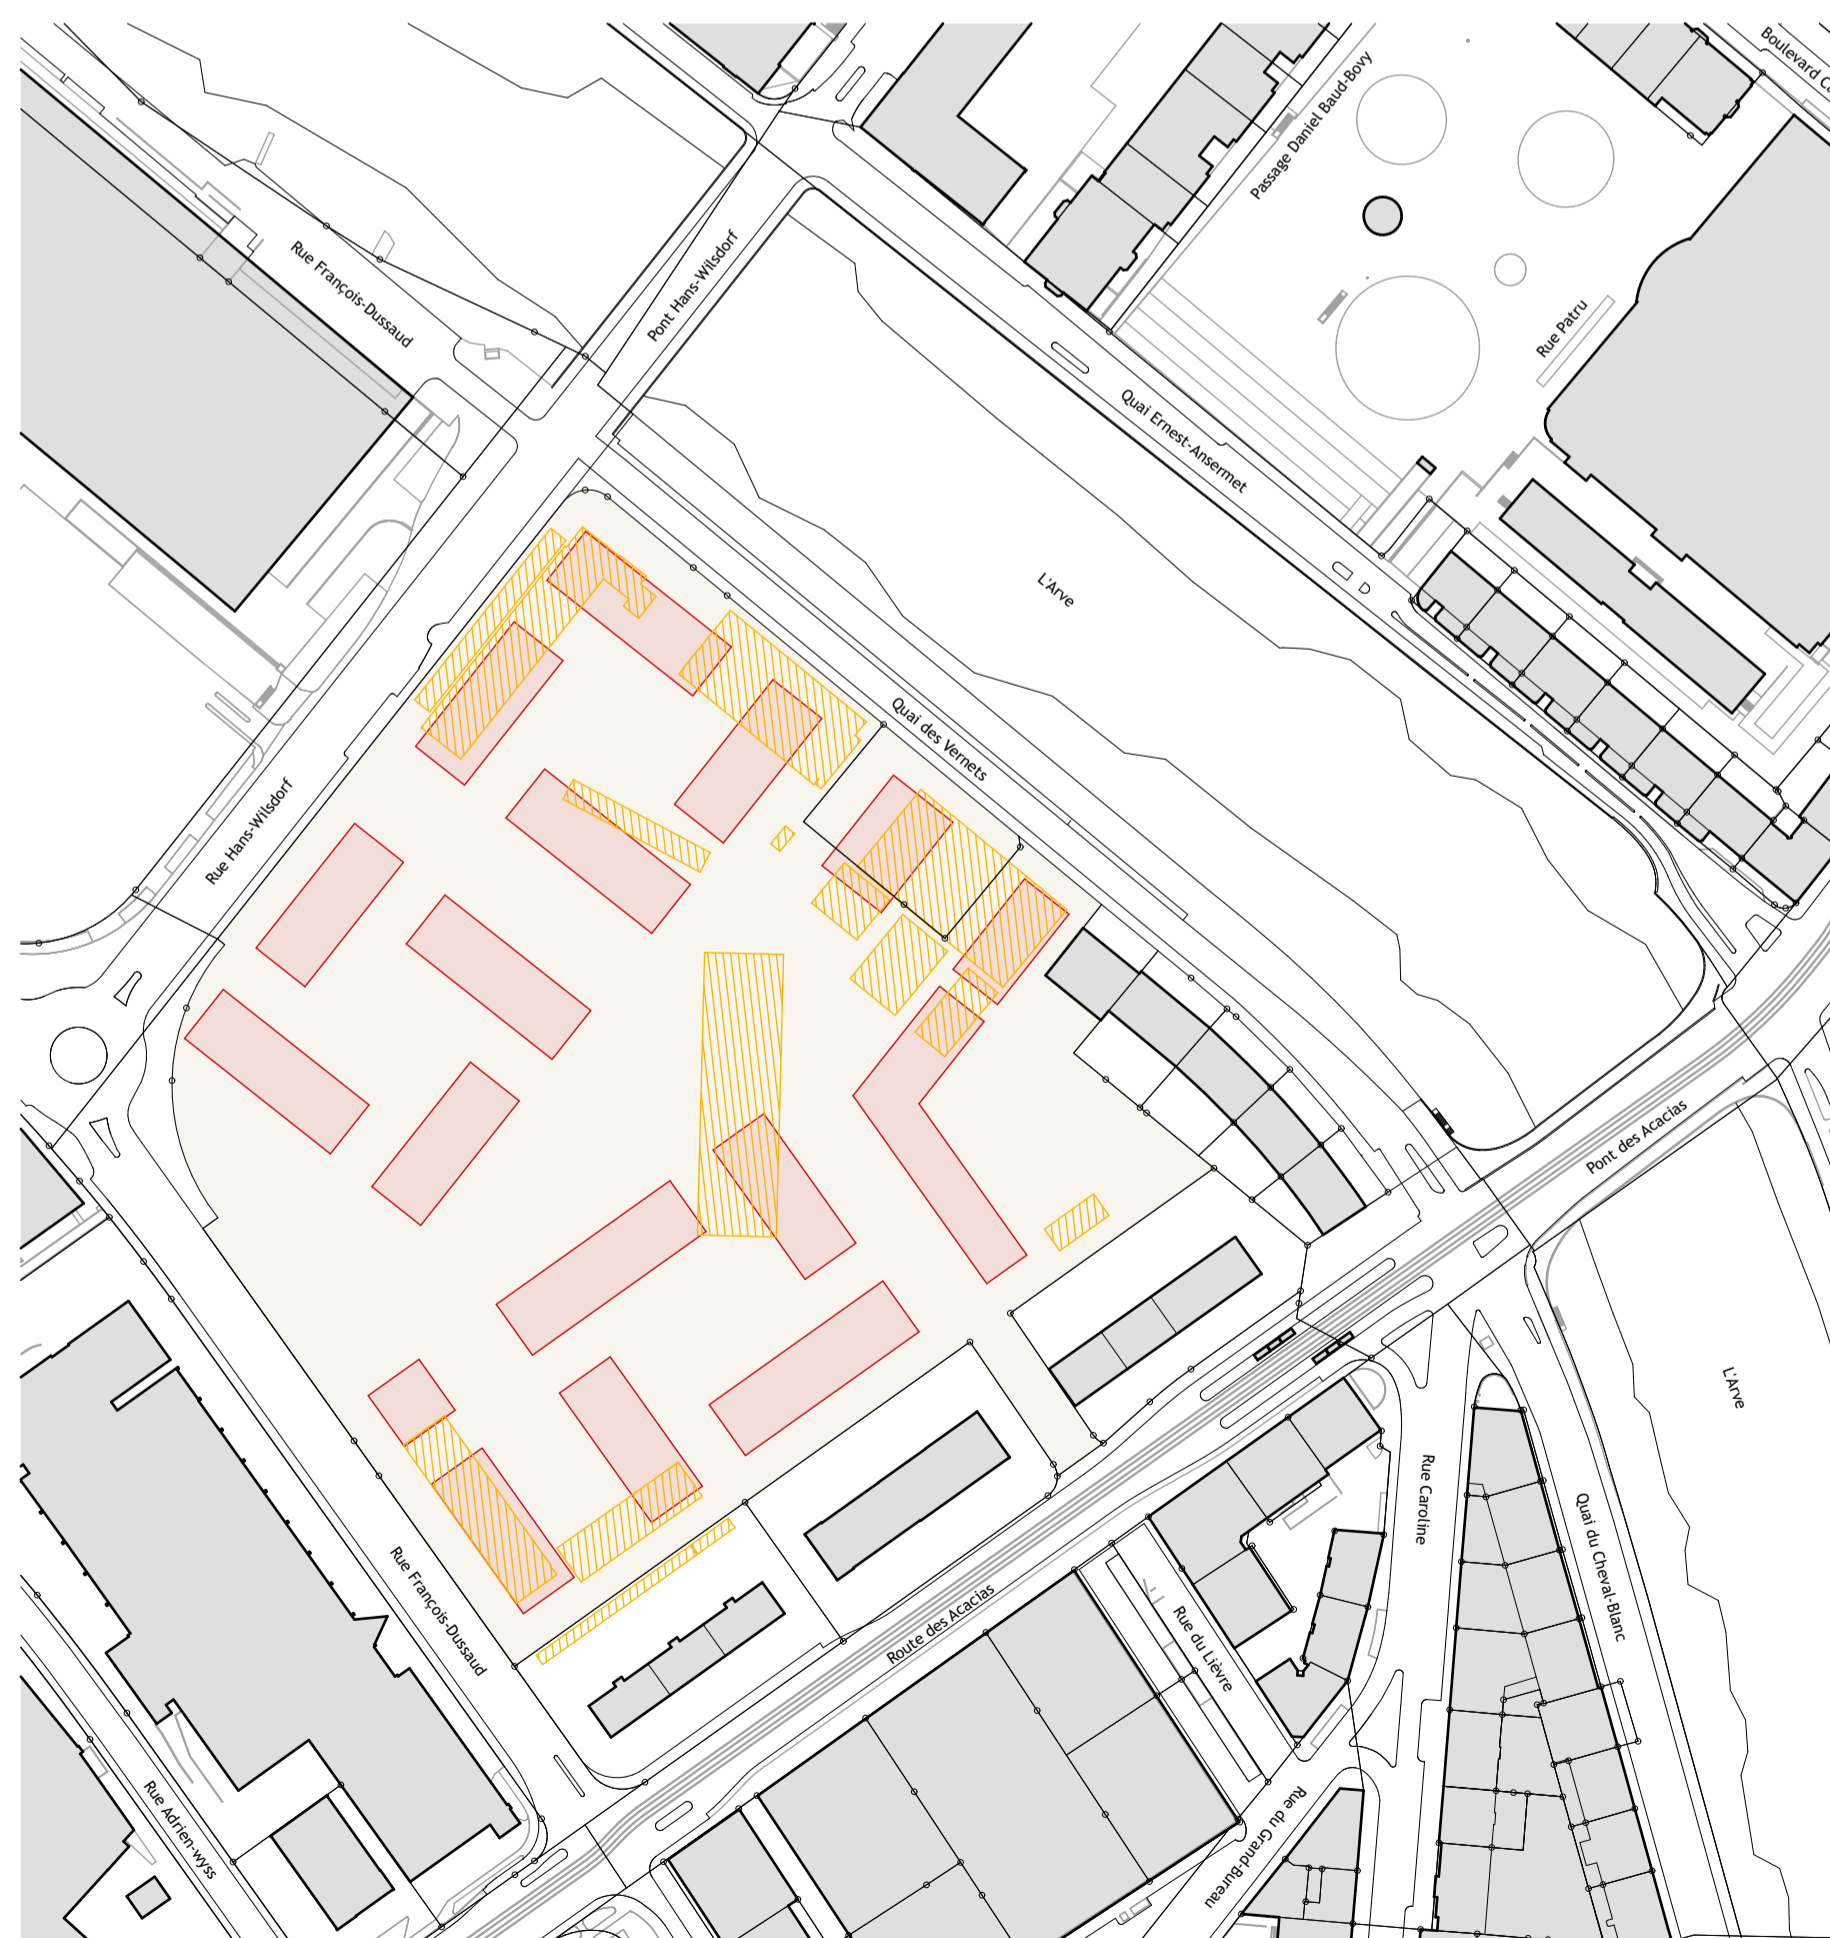 Boulevard Ca
Passage Daniel Baud-Bovy
Rue François-Dussaud
Pont Hans-Wilsdorf
Rue Patru
Quai Ernest-Ansermet
L'Arve
Quai des Vernets
Rue Hans-Wilsdorf
Pont des Acacias
L'Arve
Rue Caroline
Quai du Cheval-Blanc
Rue François-Dussaud
Route des Acacias
Rue du Lièvre
Rue Adrien-wyss
Rue du Grand-Bureau